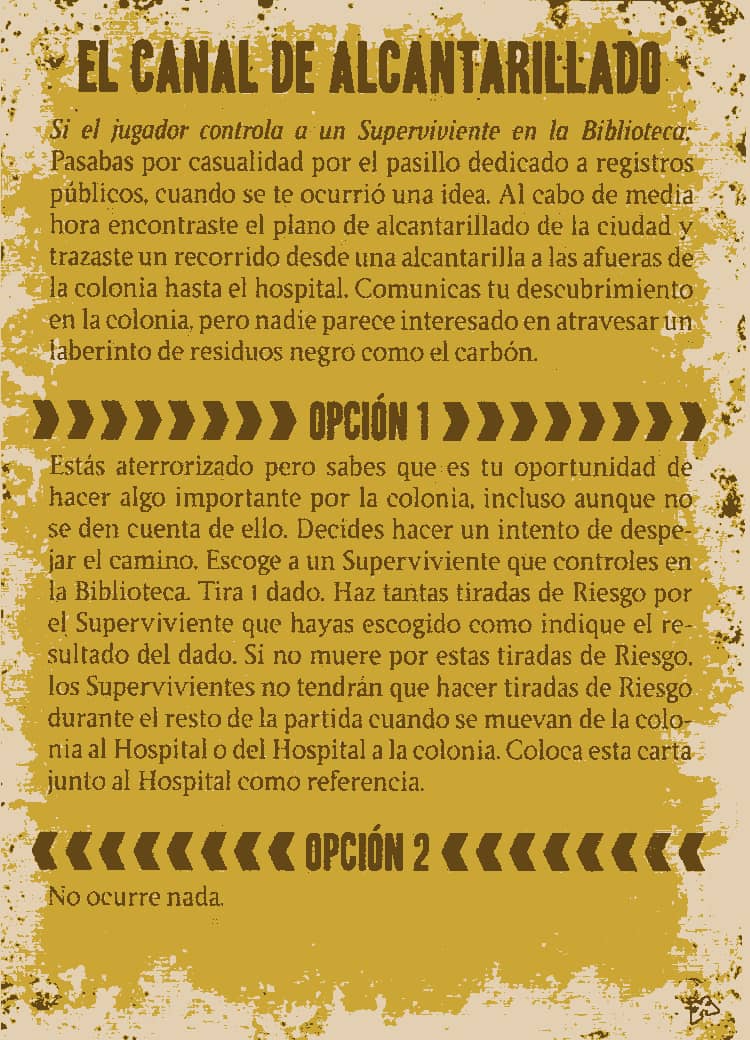 EL CANAL DE ALCANTARILLADO
Si el jugador controla a un Superviviente en la Biblioteca:
Pasabas por casualidad por el pasillo dedicado a registros
públicos, cuando se te ocurrió una idea. Al cabo de media
hora encontraste el plano de alcantarillado de la ciudad y
trazaste un recorrido desde una alcantarilla a las afueras de
la colonia hasta el hospital. Comunicas tu descubrimiento
en la colonia, pero nadie parece interesado en atravesar un
laberinto de residuos negro como el carbón.
OPCIÓN 1
Estás aterrorizado pero sabes que es tu oportunidad de
hacer algo importante por la colonia, incluso aunque no
se den cuenta de ello. Decides hacer un intento de despe-
jar el camino. Escoge a un Superviviente que controles en
la Biblioteca. Tira 1 dado. Haz tantas tiradas de Riesgo por
el Superviviente que hayas escogido como indique el re-
sultado del dado. Si no muere por estas tiradas de Riesgo,
los Supervivientes no tendrán que hacer tiradas de Riesgo
durante el resto de la partida cuando se muevan de la colo-
nia al Hospital o del Hospital a la colonia. Coloca esta carta
junto al Hospital como referencia.
OPCIÓN 2
No ocurre nada.